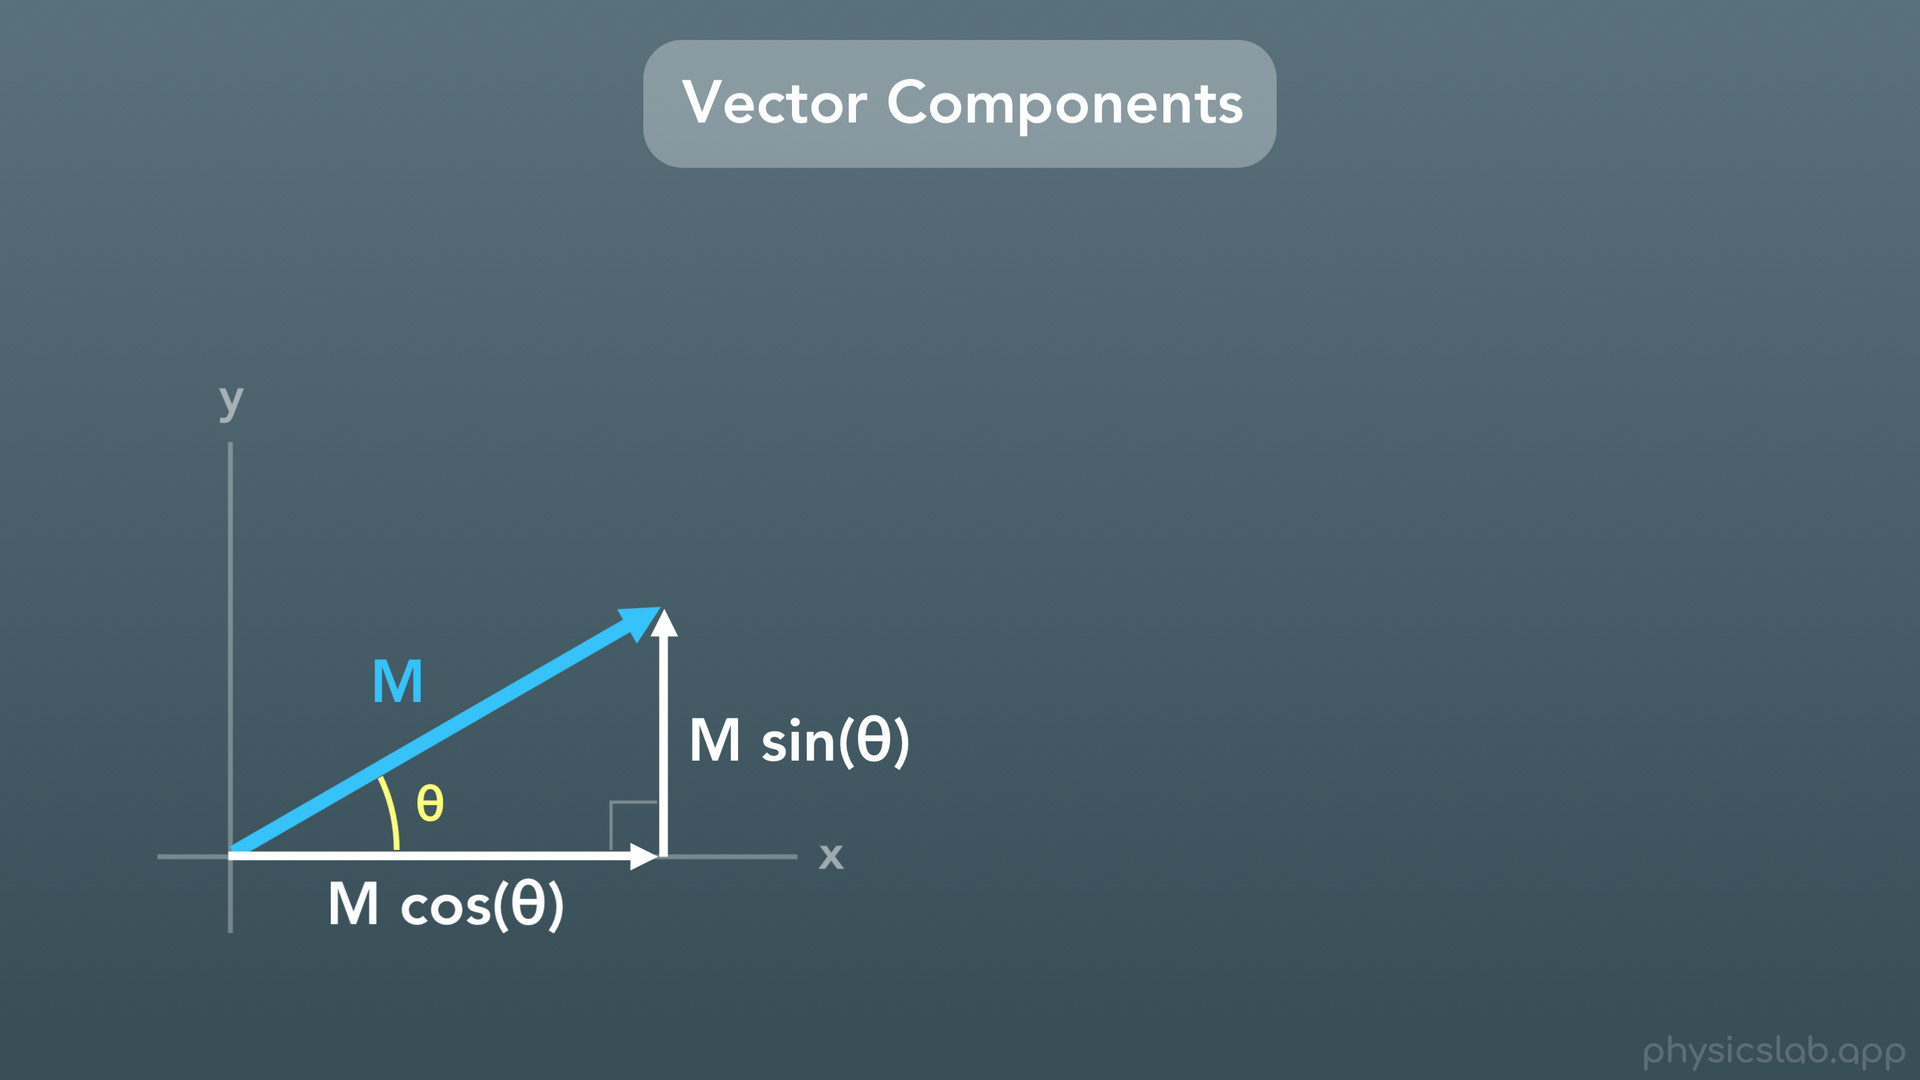 Vector Components
y
M
M sin(θ)
θ
x
M cos(θ)
physicslab.app